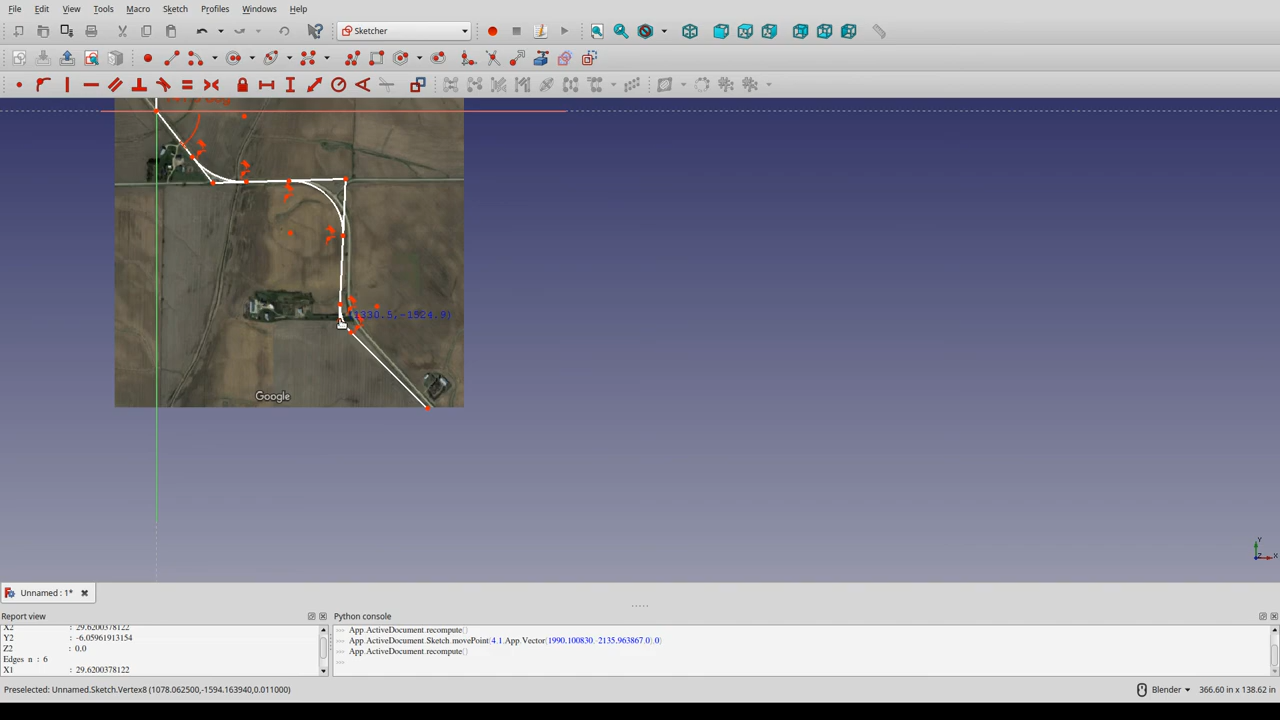 File Edit View Tools Macro Sketch Profiles Windows Help
Sketcher
(1330.5,-1524.9)
Google
Unnamed : 1*
Report view
X2 : 29.6200378122
Y2 : -6.05961913154
Z2 : 0.0
Edges n : 6
X1 : 29.6200378122
Python console
>>> App.ActiveDocument.recompute()
>>> App.ActiveDocument.Sketch.movePoint(4,1,App.Vector(1990.100830,-2135.963867,0),0)
>>> App.ActiveDocument.recompute()
>>>
Y
Z X
Preselected: Unnamed.Sketch.Vertex8 (1078.062500,-1594.163940,0.011000)
Blender
366.60 in x 138.62 in